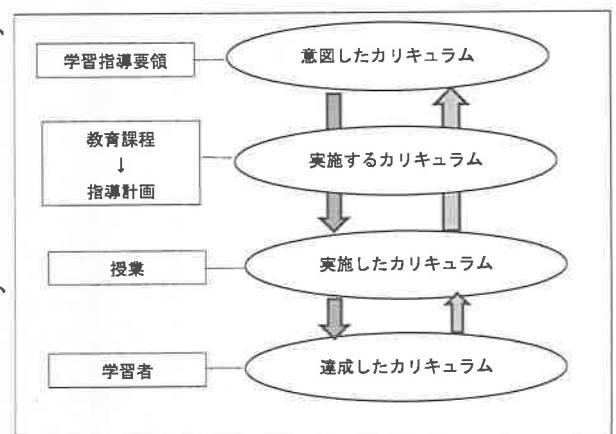 学習指導要領
意図したカリキュラム
教育課程
↓
指導計画
実施するカリキュラム
授業
実施したカリキュラム
学習者
達成したカリキュラム